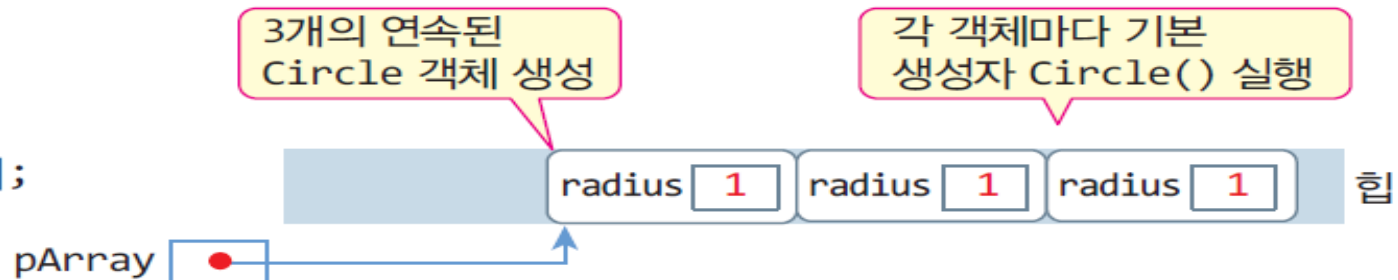 3개의 연속된
Circle 객체 생성
각 객체마다 기본
생성자 Circle() 실행
];
radius 1 radius 1 radius 1 힙
pArray